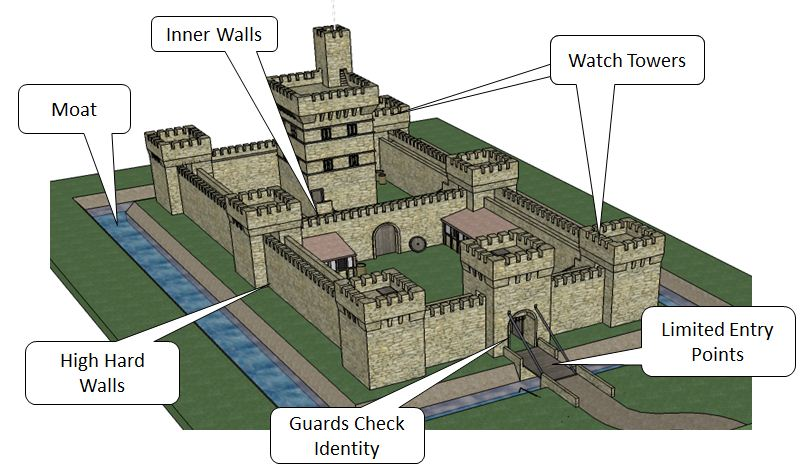 Inner Walls
Watch Towers
Moat
High Hard
Walls
Guards Check
Identity
Limited Entry
Points